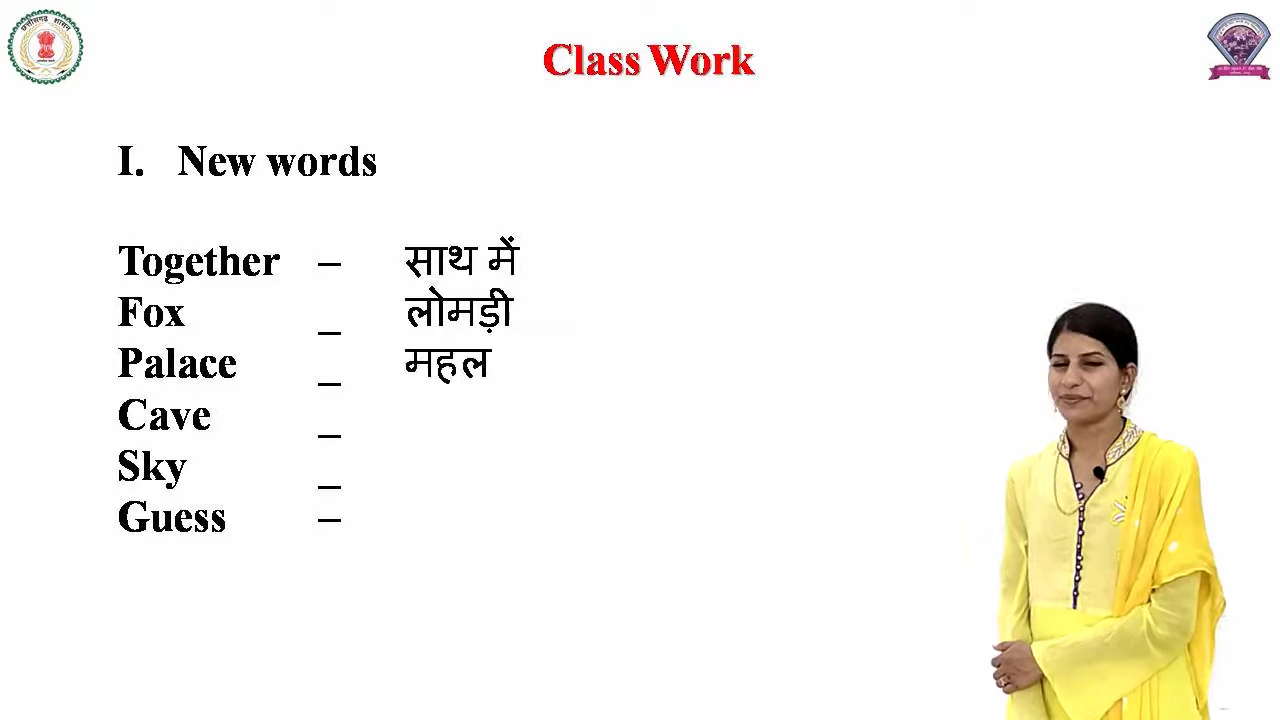 Class Work
I. New words
Together – साथ में
Fox _ लोमड़ी
Palace _ महल
Cave _
Sky _
Guess –